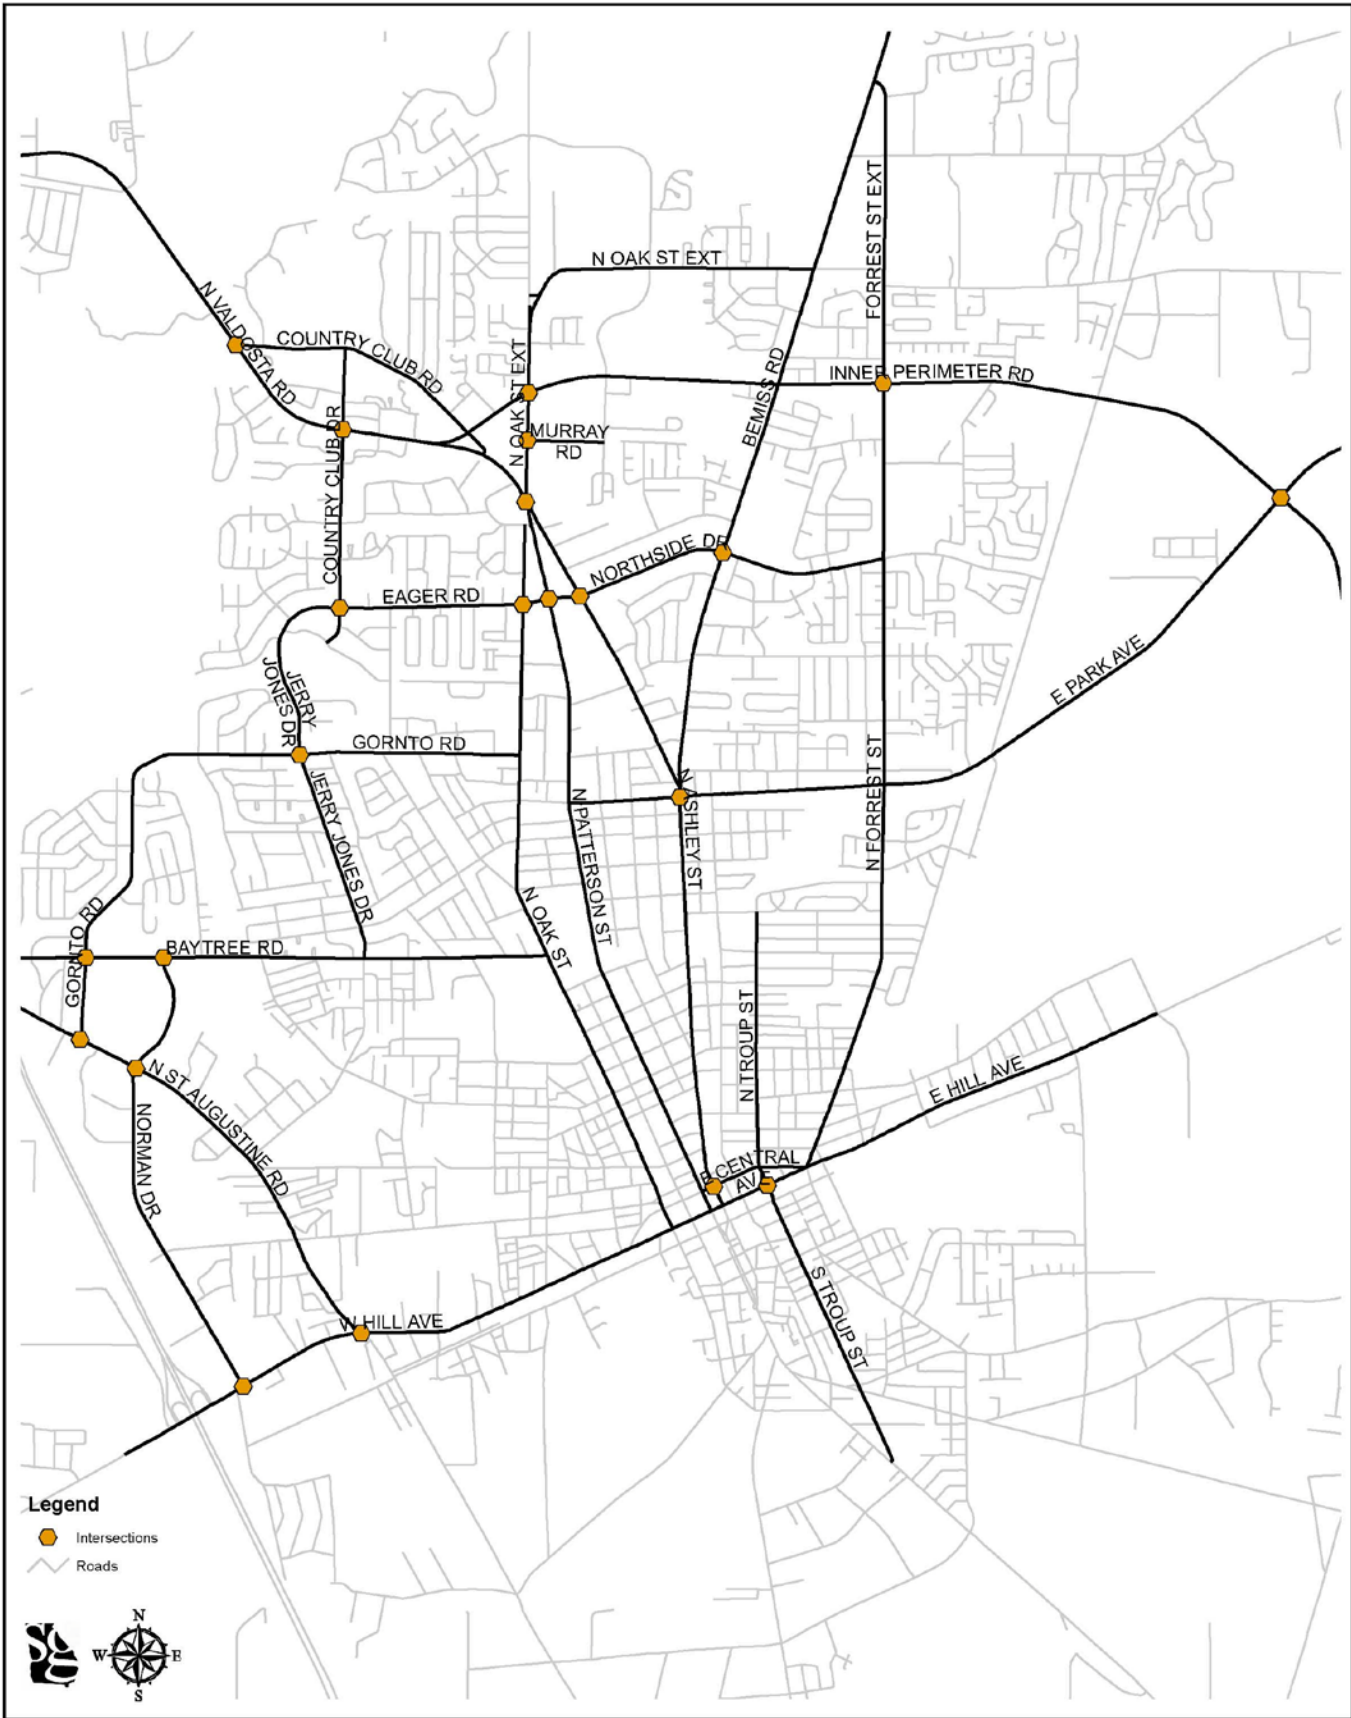 N OAK ST EXT
FORREST ST EXT
N VALDOSTA RD
COUNTRY CLUB RD
N OAK ST EXT
BEMISS RD
INNER PERIMETER RD
MURRAY
RD
COUNTRY CLUB DR
NORTHSIDE DR
EAGER RD
E PARK AVE
JERRY
JONES DR
GORNTO RD
JERRY JONES DR
N PATTERSON ST
N ASHLEY ST
N FORREST ST
GORNTO RD
BAYTREE RD
N OAK ST
N TROUP ST
N ST AUGUSTINE RD
NORMAN DR
E HILL AVE
E CENTRAL
AVE
W HILL AVE
S TROUP ST
Legend
Intersections
Roads
N
W E
S